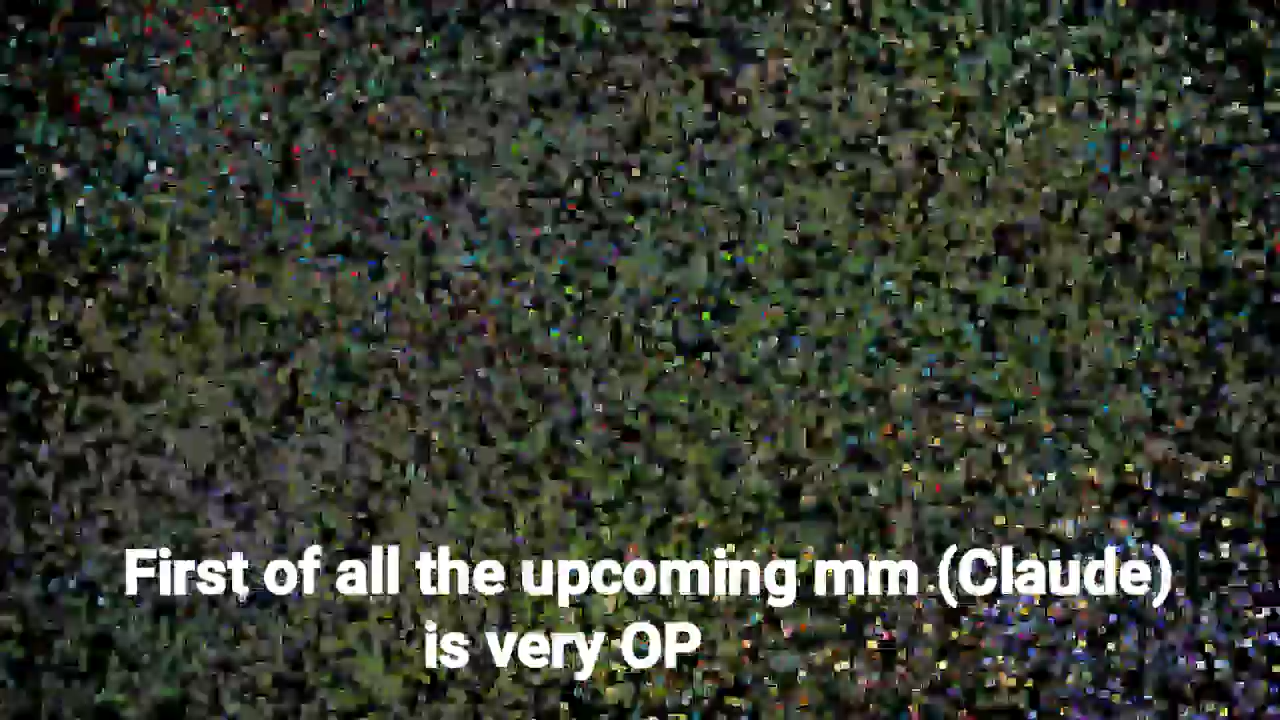 First of all the upcoming mm (Claude)
is very OP